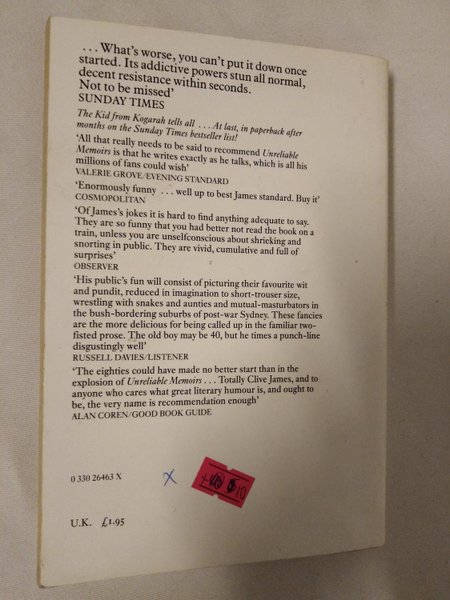 ... What's worse, you can't put it down once
started. Its addictive powers stun all normal,
decent resistance within seconds.
Not to be missed'
SUNDAY TIMES
The Kid from Kogarah tells all ... At last, in paperback after
months on the Sunday Times bestseller list!
'All that really needs to be said to recommend Unreliable
Memoirs is that he writes exactly as he talks, which is all his
millions of fans could wish'
VALERIE GROVE/EVENING STANDARD
'Enormously funny ... well up to best James standard. Buy it'
COSMOPOLITAN
'Of James's jokes it is hard to find anything adequate to say.
They are so funny that you had better not read the book on a
train, unless you are unselfconscious about shrieking and
snorting in public. They are vivid, cumulative and full of
surprises'
OBSERVER
'His public's fun will consist of picturing their favourite wit
and pundit, reduced in imagination to short-trouser size,
wrestling with snakes and aunties and mutual-masturbators in
the bush-bordering suburbs of post-war Sydney. These fancies
are the more delicious for being called up in the familiar two-
fisted prose. The old boy may be 40, but he times a punch-line
disgustingly well'
RUSSELL DAVIES/LISTENER
'The eighties could have made no better start than in the
explosion of Unreliable Memoirs ... Totally Clive James, and to
anyone who cares what great literary humour is, and ought to
be, the very name is recommendation enough'
ALAN COREN/GOOD BOOK GUIDE
0 330 26463 X
X
10
U.K. £1.95